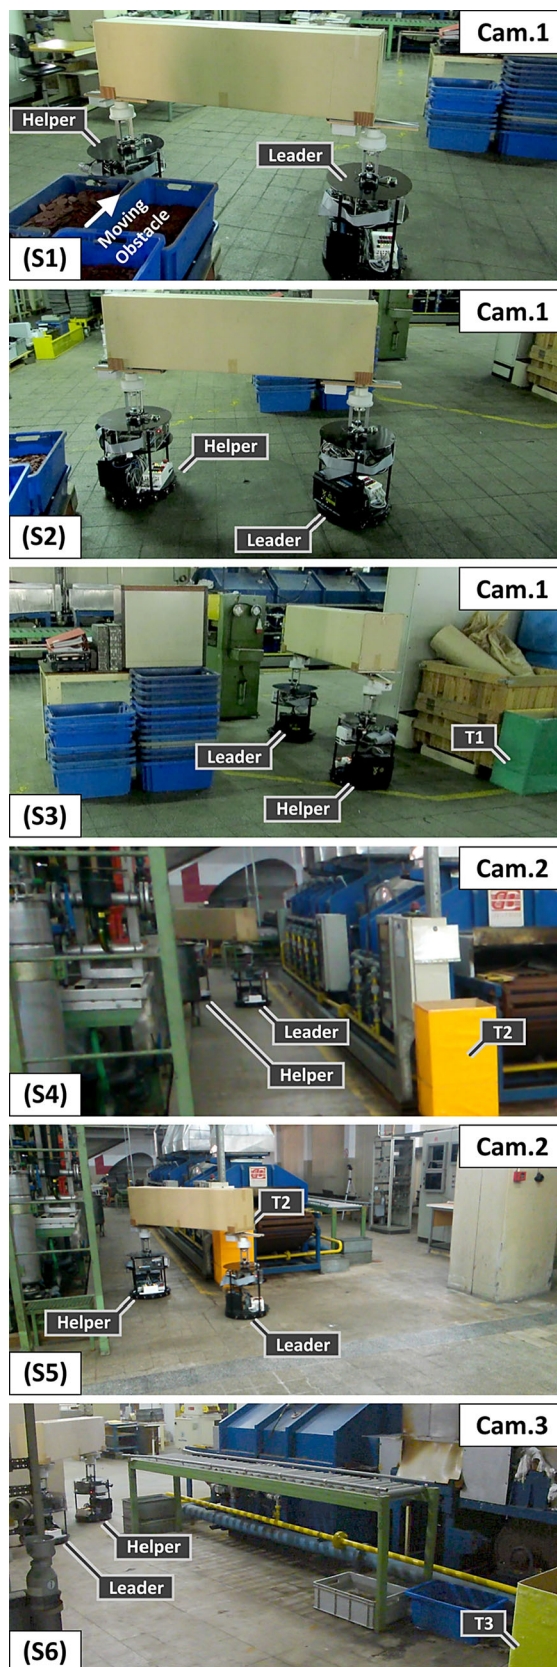 Cam.1
Helper
Leader
Moving
Obstacle
(S1)
Cam.1
Helper
Leader
(S2)
Cam.1
T1
Leader
Helper
(S3)
Cam.2
T2
Leader
Helper
(S4)
Cam.2
T2
Helper
Leader
(S5)
Cam.3
Helper
Leader
T3
(S6)